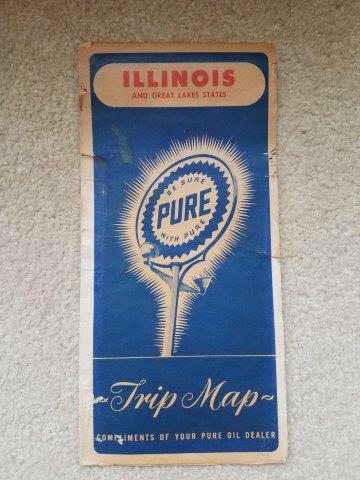 ILLINOIS
AND GREAT LAKES STATES
BE SURE
PURE
WITH PURE
~Trip Map~
COMPLIMENTS OF YOUR PURE OIL DEALER